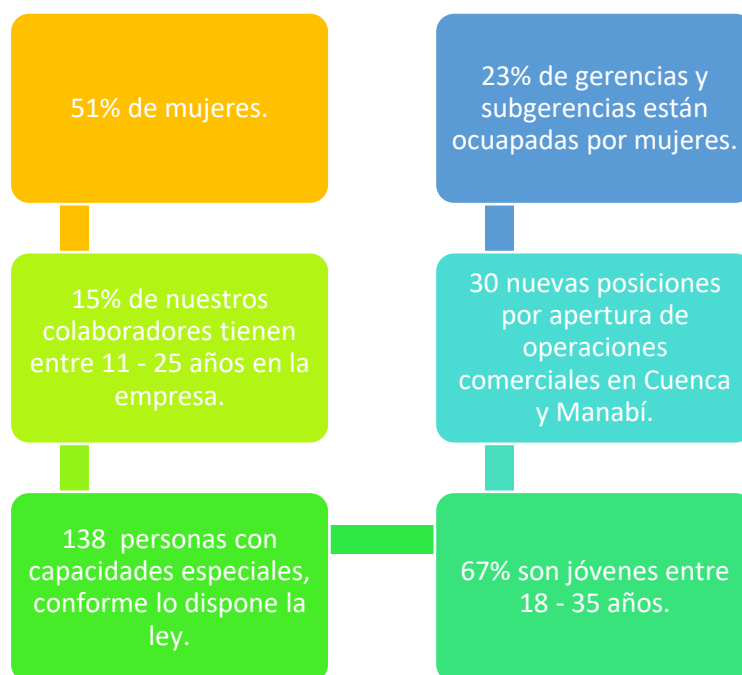 51% de mujeres.
15% de nuestros
colaboradores tienen
entre 11 - 25 años en la
empresa.
138 personas con
capacidades especiales,
conforme lo dispone la
ley.
67% son jóvenes entre
18 - 35 años.
30 nuevas posiciones
por apertura de
operaciones
comerciales en Cuenca
y Manabí.
23% de gerencias y
subgerencias están
ocuapadas por mujeres.